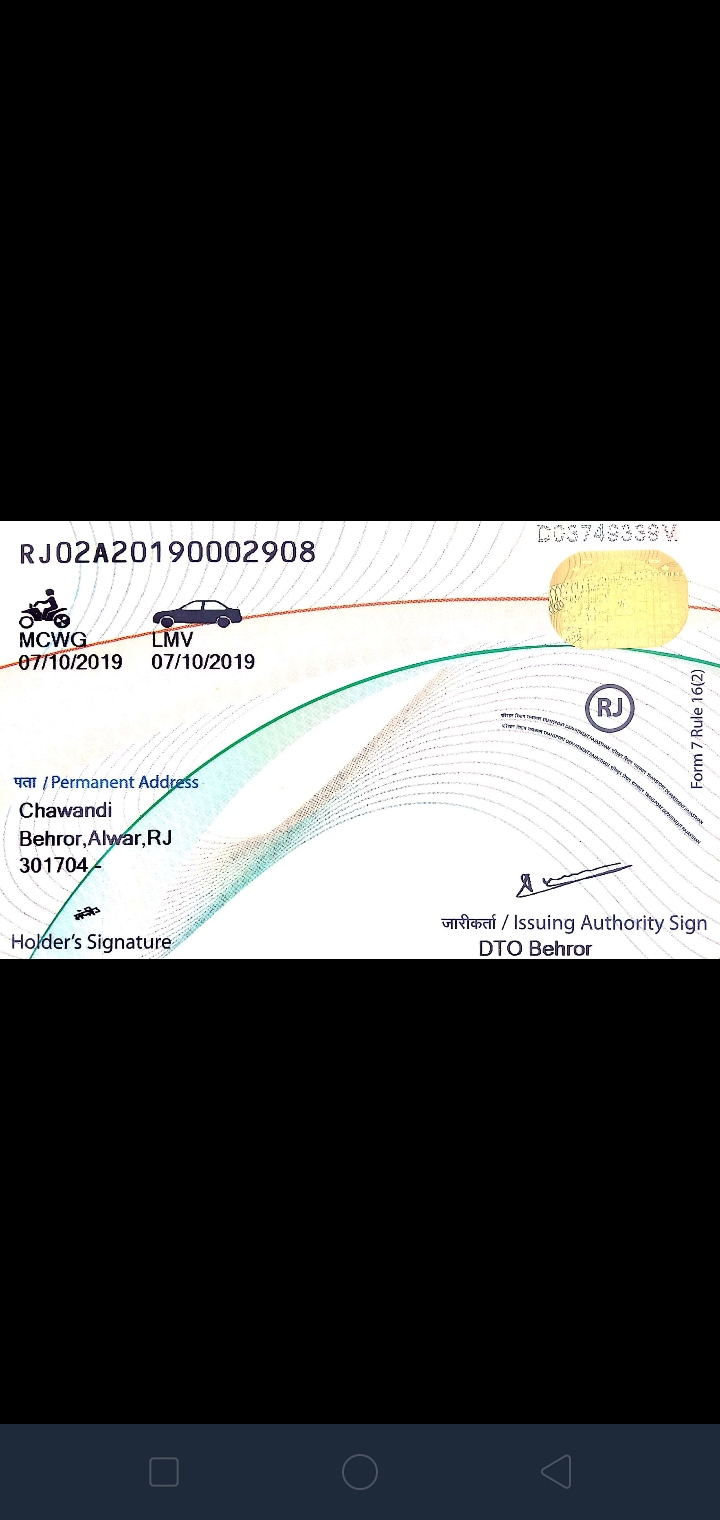 RJ02A20190002908
MCWG LMV
07/10/2019 07/10/2019
RJ
Form 7 Rule 16(2)
पता / Permanent Address
Chawandi
Behror,Alwar,RJ
301704 -
Holder's Signature
जारीकर्ता / Issuing Authority Sign
DTO Behror